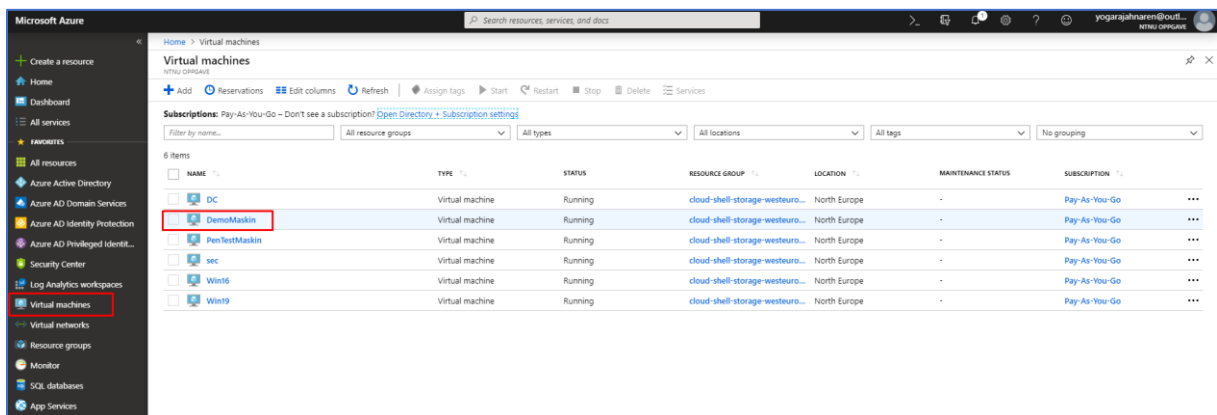 Microsoft Azure
Search resources, services, and docs
yogarajahnaren@outl...
NTNU OPPGAVE
Create a resource
Home
Dashboard
All services
FAVORITES
All resources
Azure Active Directory
Azure AD Domain Services
Azure AD Identity Protection
Azure AD Privileged Identit...
Security Center
Log Analytics workspaces
Virtual machines
Virtual networks
Resource groups
Monitor
SQL databases
App Services
Home > Virtual machines
Virtual machines
NTNU OPPGAVE
Add Reservations Edit columns Refresh Assign tags Start Restart Stop Delete Services
Subscriptions: Pay-As-You-Go – Don't see a subscription? Open Directory + Subscription settings
Filter by name... All resource groups All types All locations All tags No grouping
6 items
NAME TYPE STATUS RESOURCE GROUP LOCATION MAINTENANCE STATUS SUBSCRIPTION
DC Virtual machine Running cloud-shell-storage-westeuro... North Europe - Pay-As-You-Go ...
DemoMaskin Virtual machine Running cloud-shell-storage-westeuro... North Europe - Pay-As-You-Go ...
PenTestMaskin Virtual machine Running cloud-shell-storage-westeuro... North Europe - Pay-As-You-Go ...
sec Virtual machine Running cloud-shell-storage-westeuro... North Europe - Pay-As-You-Go ...
Win16 Virtual machine Running cloud-shell-storage-westeuro... North Europe - Pay-As-You-Go ...
Win19 Virtual machine Running cloud-shell-storage-westeuro... North Europe - Pay-As-You-Go ...